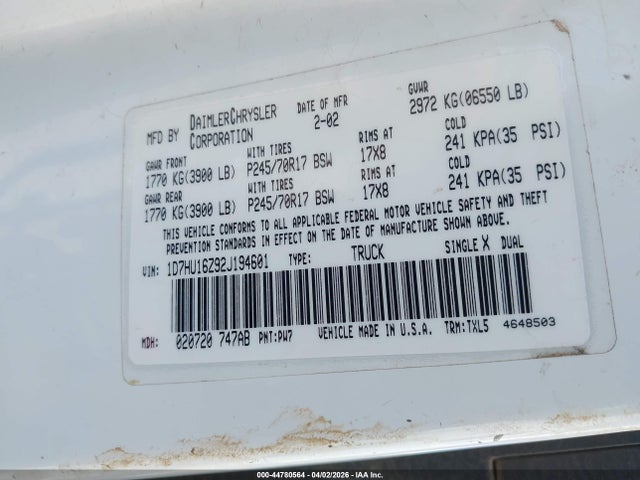 MFD BY DAIMLERCHRYSLER CORPORATION DATE OF MFR 2-02 GVWR 2972 KG(06550 LB)
GAWR FRONT WITH TIRES RIMS AT COLD
1770 KG(3900 LB) P245/70R17 BSW 17X8 241 KPA(35 PSI)
GAWR REAR WITH TIRES RIMS AT COLD
1770 KG(3900 LB) P245/70R17 BSW 17X8 241 KPA(35 PSI)
THIS VEHICLE CONFORMS TO ALL APPLICABLE FEDERAL MOTOR VEHICLE SAFETY AND THEFT
PREVENTION STANDARDS IN EFFECT ON THE DATE OF MANUFACTURE SHOWN ABOVE.
VIN: 1D7HU16Z92J194601 TRUCK SINGLE X DUAL
MDH: 020720 747AB PNT:PW7 VEHICLE MADE IN U.S.A. TRM:TXL5 4648503
000-44780564 - 04/02/2026 - IAA Inc.